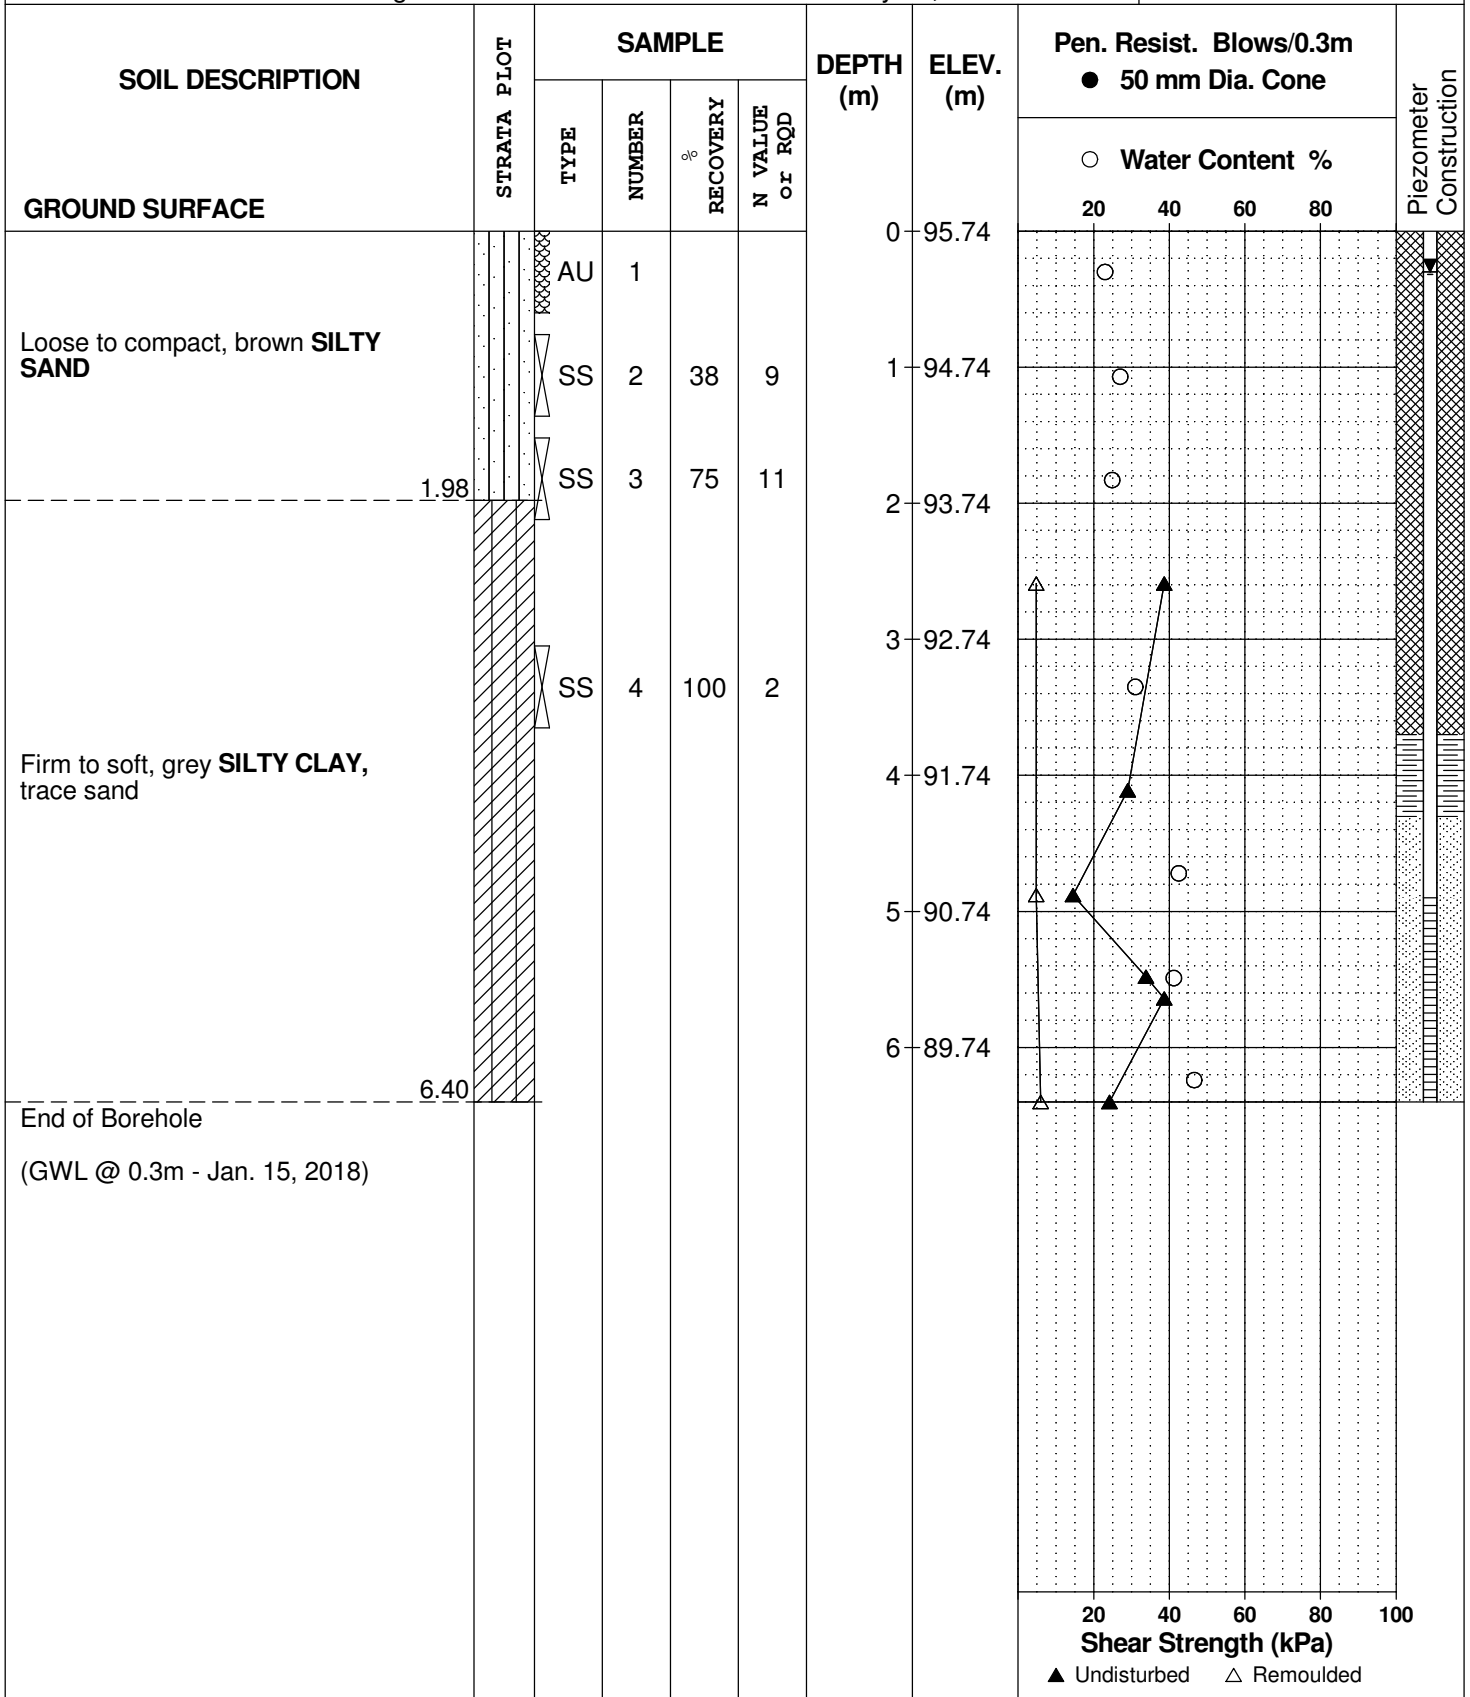 SOIL DESCRIPTION
GROUND SURFACE
STRATA PLOT
SAMPLE
TYPE
NUMBER
% RECOVERY
N VALUE or RQD
DEPTH (m)
ELEV. (m)
Pen. Resist. Blows/0.3m
● 50 mm Dia. Cone
○ Water Content %
20 40 60 80
Piezometer Construction
0 95.74
AU 1
Loose to compact, brown SILTY
SAND
SS 2 38 9
1 94.74
SS 3 75 11
1.98
2 93.74
3 92.74
SS 4 100 2
Firm to soft, grey SILTY CLAY,
trace sand
4 91.74
5 90.74
6 89.74
6.40
End of Borehole
(GWL @ 0.3m - Jan. 15, 2018)
20 40 60 80 100
Shear Strength (kPa)
▲ Undisturbed △ Remoulded